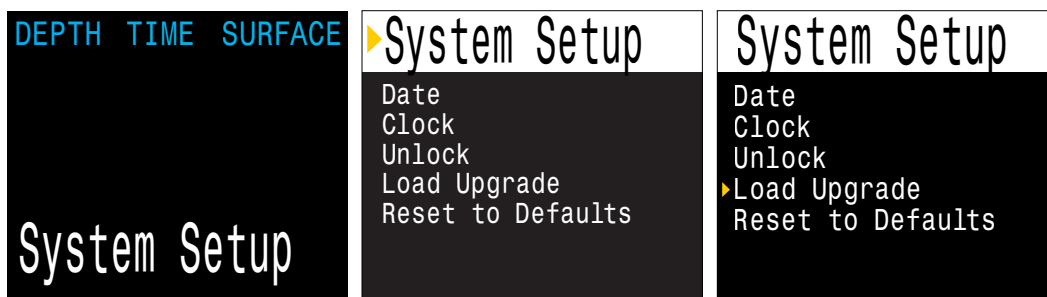 DEPTH TIME SURFACE
System Setup
System Setup
Date
Clock
Unlock
Load Upgrade
Reset to Defaults
System Setup
Date
Clock
Unlock
Load Upgrade
Reset to Defaults